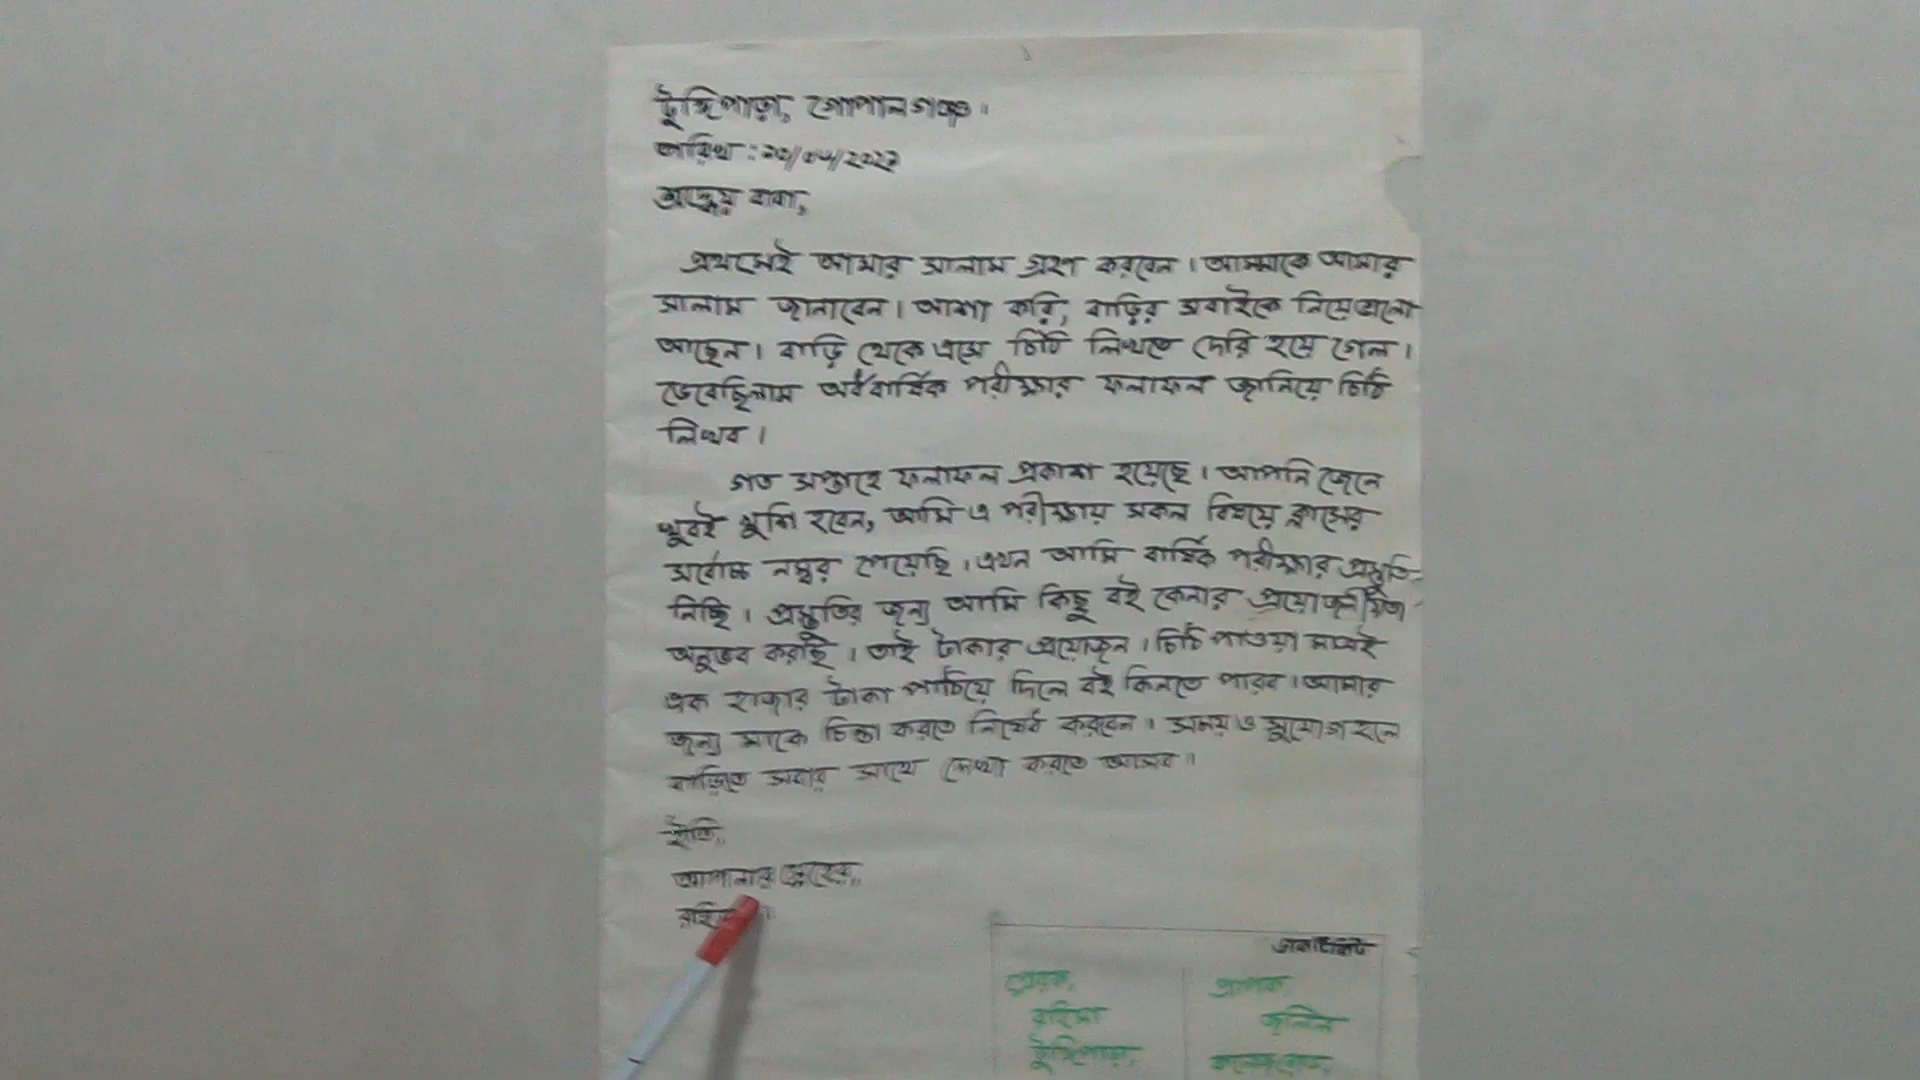 টুঙ্গিপাড়া, গোপালগঞ্জ।
তারিখ :
শ্রদ্ধেয় বাবা,
প্রথমেই আমার সালাম গ্রহণ করবেন। আম্মাকে আমার
সালাম জানাবেন। আশা করি, বাড়ির সবাইকে নিয়ে ভালো
আছেন। বাড়ি থেকে এসে চিঠি লিখতে দেরি হয়ে গেল।
ভেবেছিলাম অর্ধবার্ষিক পরীক্ষার ফলাফল জানিয়ে চিঠি
লিখব।
গত সপ্তাহে ফলাফল প্রকাশ হয়েছে। আপনি জেনে
খুবই খুশি হবেন, আমি এ পরীক্ষায় সকল বিষয়ে ক্লাসের
সর্বোচ্চ নম্বর পেয়েছি। এখন আমি বার্ষিক পরীক্ষার প্রস্তুতি
নিচ্ছি। প্রস্তুতির জন্য আমি কিছু বই কেনার প্রয়োজনীয়তা
অনুভব করছি। তাই টাকার প্রয়োজন। চিঠি পাওয়া মাত্রই
এক হাজার টাকা পাঠিয়ে দিলে বই কিনতে পারব। আমার
জন্য মাকে চিন্তা করতে নিষেধ করবেন। সময় ও সুযোগ হলে
বাড়িতে সবার সাথে দেখা করতে আসব।
ইতি,
আপনার স্নেহের,
ডাকটিকিট
প্রেরক,
রহিমা
টুঙ্গিপাড়া,
প্রাপক,
জলিল